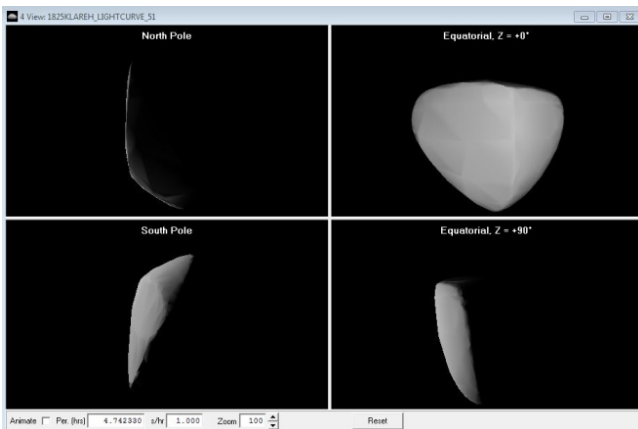 4 View: 1825KLAREH_LIGHTCURVE_51
North Pole
Equatorial, Z = +0°
South Pole
Equatorial, Z = +90°
Animate Per. (hrs) 4.742330 s/hr 1.000 Zoom 100 Reset